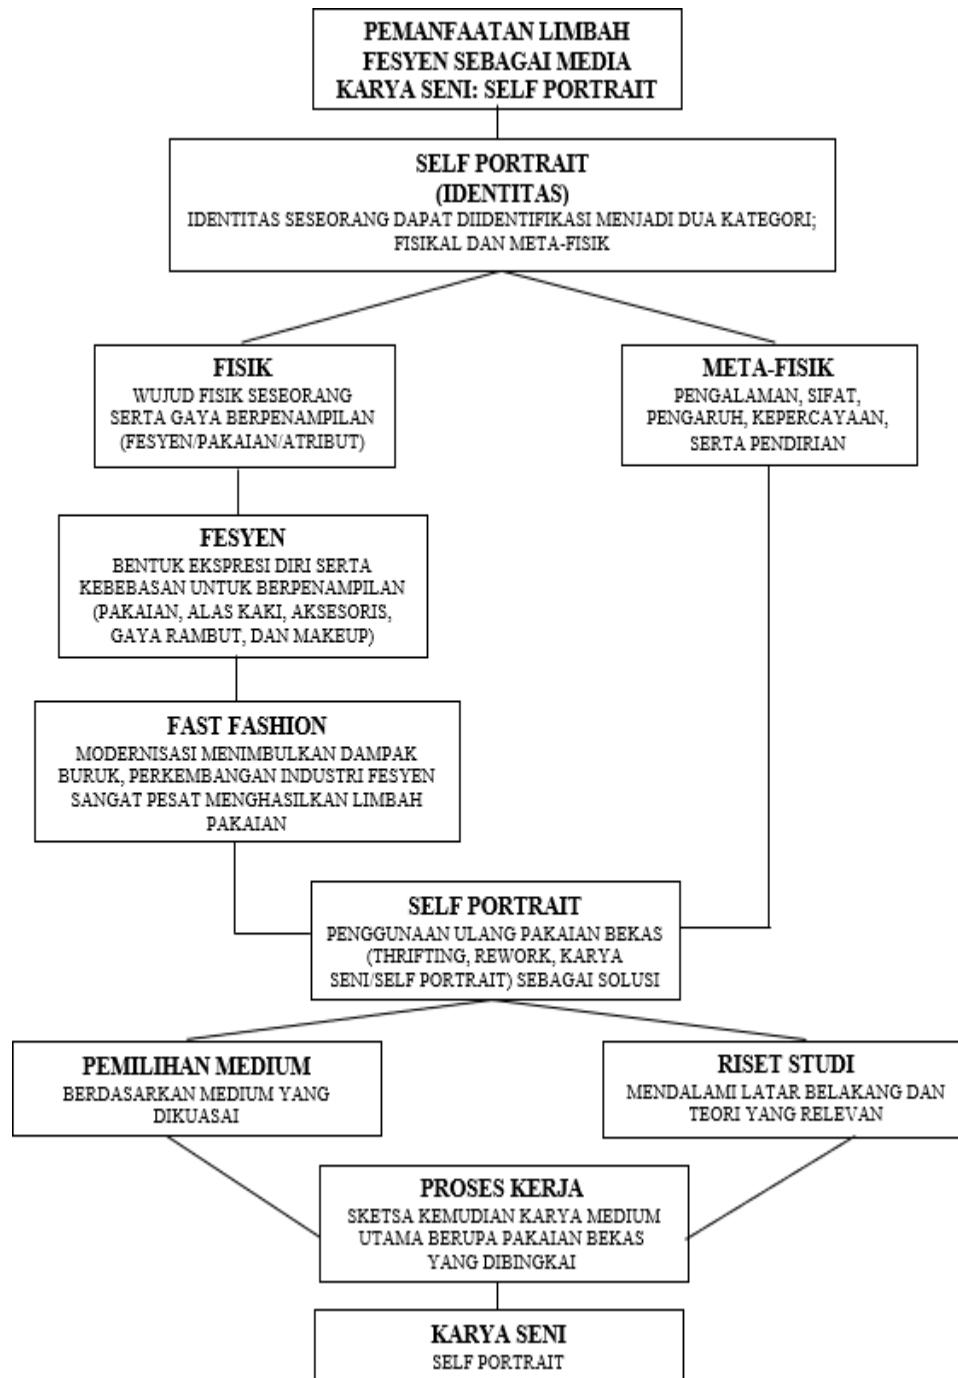 PEMANFAATAN LIMBAH
FESYEN SEBAGAI MEDIA
KARYA SENI: SELF PORTRAIT
SELF PORTRAIT
(IDENTITAS)
IDENTITAS SESEORANG DAPAT DIIDENTIFIKASI MENJADI DUA KATEGORI;
FISIKAL DAN META-FISIK
FISIK
WUJUD FISIK SESEORANG
SERTA GAYA BERPENAMPILAN
(FESYEN/PAKAIAN/ATRIBUT)
META-FISIK
PENGALAMAN, SIFAT,
PENGARUH, KEPERCAYAAN,
SERTA PENDIRIAN
FESYEN
BENTUK EKSPRESI DIRI SERTA
KEBEBASAN UNTUK BERPENAMPILAN
(PAKAIAN, ALAS KAKI, AKSESORIS,
GAYA RAMBUT, DAN MAKEUP)
FAST FASHION
MODERNISASI MENIMBULKAN DAMPAK
BURUK, PERKEMBANGAN INDUSTRI FESYEN
SANGAT PESAT MENGHASILKAN LIMBAH
PAKAIAN
SELF PORTRAIT
PENGGUNAAN ULANG PAKAIAN BEKAS
(THRIFTING, REWORK, KARYA
SENI/SELF PORTRAIT) SEBAGAI SOLUSI
PEMILIHAN MEDIUM
BERDASARKAN MEDIUM YANG
DIKUASAI
RISET STUDI
MENDALAMI LATAR BELAKANG DAN
TEORI YANG RELEVAN
PROSES KERJA
SKETSA KEMUDIAN KARYA MEDIUM
UTAMA BERUPA PAKAIAN BEKAS
YANG DIBINGKAI
KARYA SENI
SELF PORTRAIT